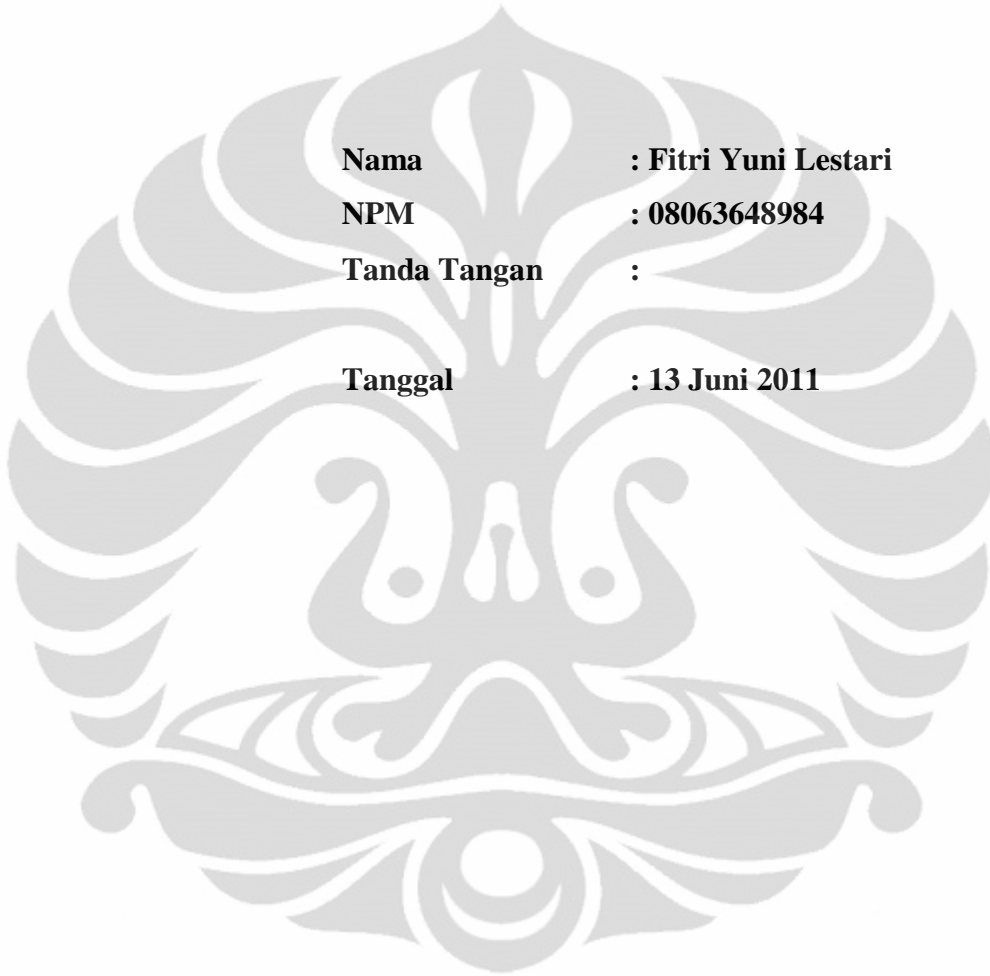 Nama : Fitri Yuni Lestari
NPM : 08063648984
Tanda Tangan :
Tanggal : 13 Juni 2011